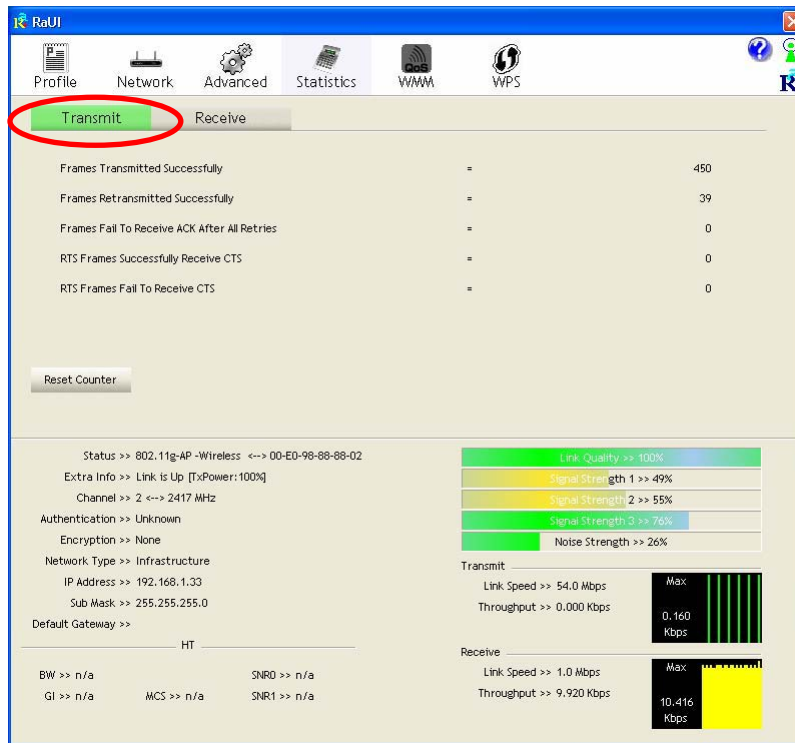 RaUI
Profile Network Advanced Statistics QoS WMM WPS
Transmit Receive
Frames Transmitted Successfully = 450
Frames Retransmitted Successfully = 39
Frames Fail To Receive ACK After All Retries = 0
RTS Frames Successfully Receive CTS = 0
RTS Frames Fail To Receive CTS = 0
Reset Counter
Status >> 802.11g-AP -Wireless <--> 00-E0-98-88-88-02
Extra Info >> Link is Up [TxPower:100%]
Channel >> 2 <--> 2417 MHz
Authentication >> Unknown
Encryption >> None
Network Type >> Infrastructure
IP Address >> 192.168.1.33
Sub Mask >> 255.255.255.0
Default Gateway >>
HT
BW >> n/a SNR0 >> n/a
GI >> n/a MCS >> n/a SNR1 >> n/a
Link Quality >> 100%
Signal Strength 1 >> 49%
Signal Strength 2 >> 55%
Signal Strength 3 >> 76%
Noise Strength >> 26%
Transmit
Link Speed >> 54.0 Mbps
Throughput >> 0.000 Kbps
Max
0.160
Kbps
Receive
Link Speed >> 1.0 Mbps
Throughput >> 9.920 Kbps
Max
10.416
Kbps